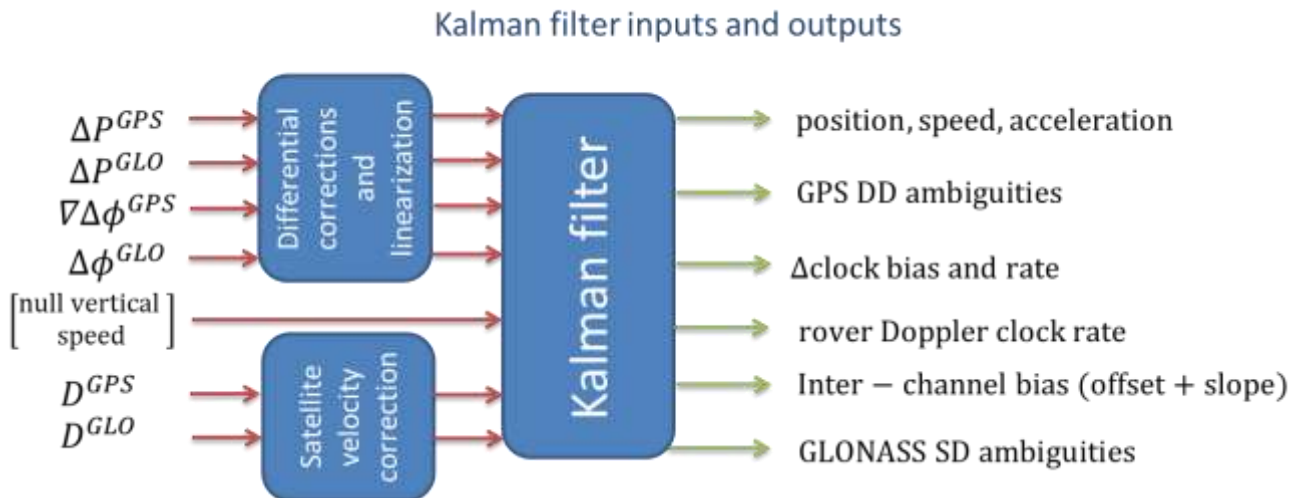 Kalman filter inputs and outputs
ΔP^{GPS}
ΔP^{GLO}
∇Δϕ^{GPS}
Δϕ^{GLO}
[null vertical
speed]
D^{GPS}
D^{GLO}
Differential
corrections
and
linearization
Satellite
velocity
correction
Kalman filter
position, speed, acceleration
GPS DD ambiguities
Δclock bias and rate
rover Doppler clock rate
Inter − channel bias (offset + slope)
GLONASS SD ambiguities